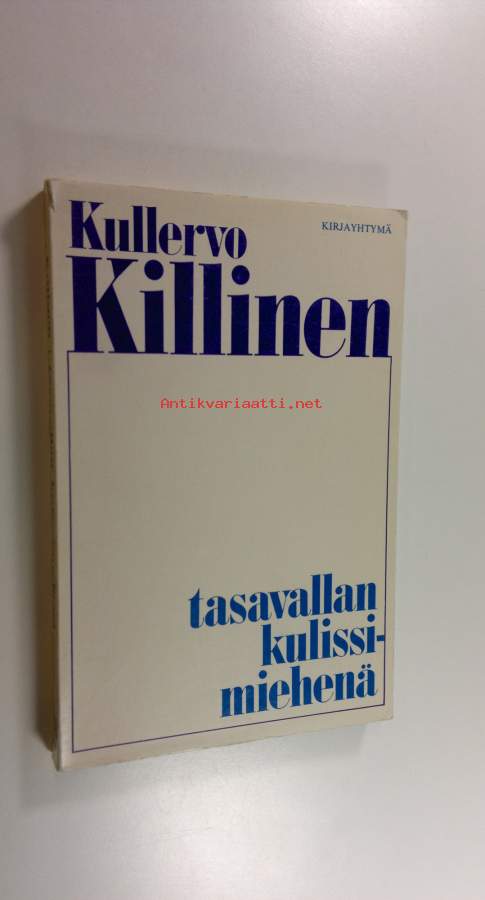 Kullervo
KIRJAYHTYMÄ
Killinen
Antikvariaatti.net
tasavallan
kulissi-
miehenä